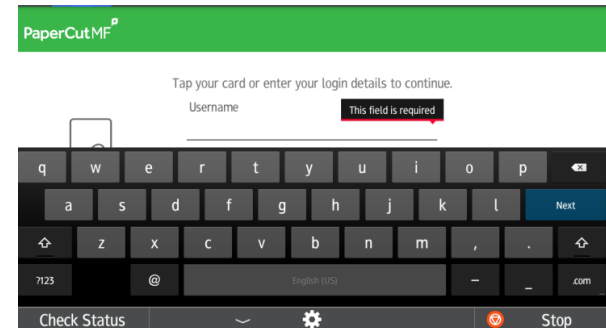 PaperCut MF
Tap your card or enter your login details to continue.
Username
This field is required
q w e r t y u i o p
a s d f g h j k l Next
z x c v b n m , .
?123 @ English (US) – _ .com
Check Status Stop